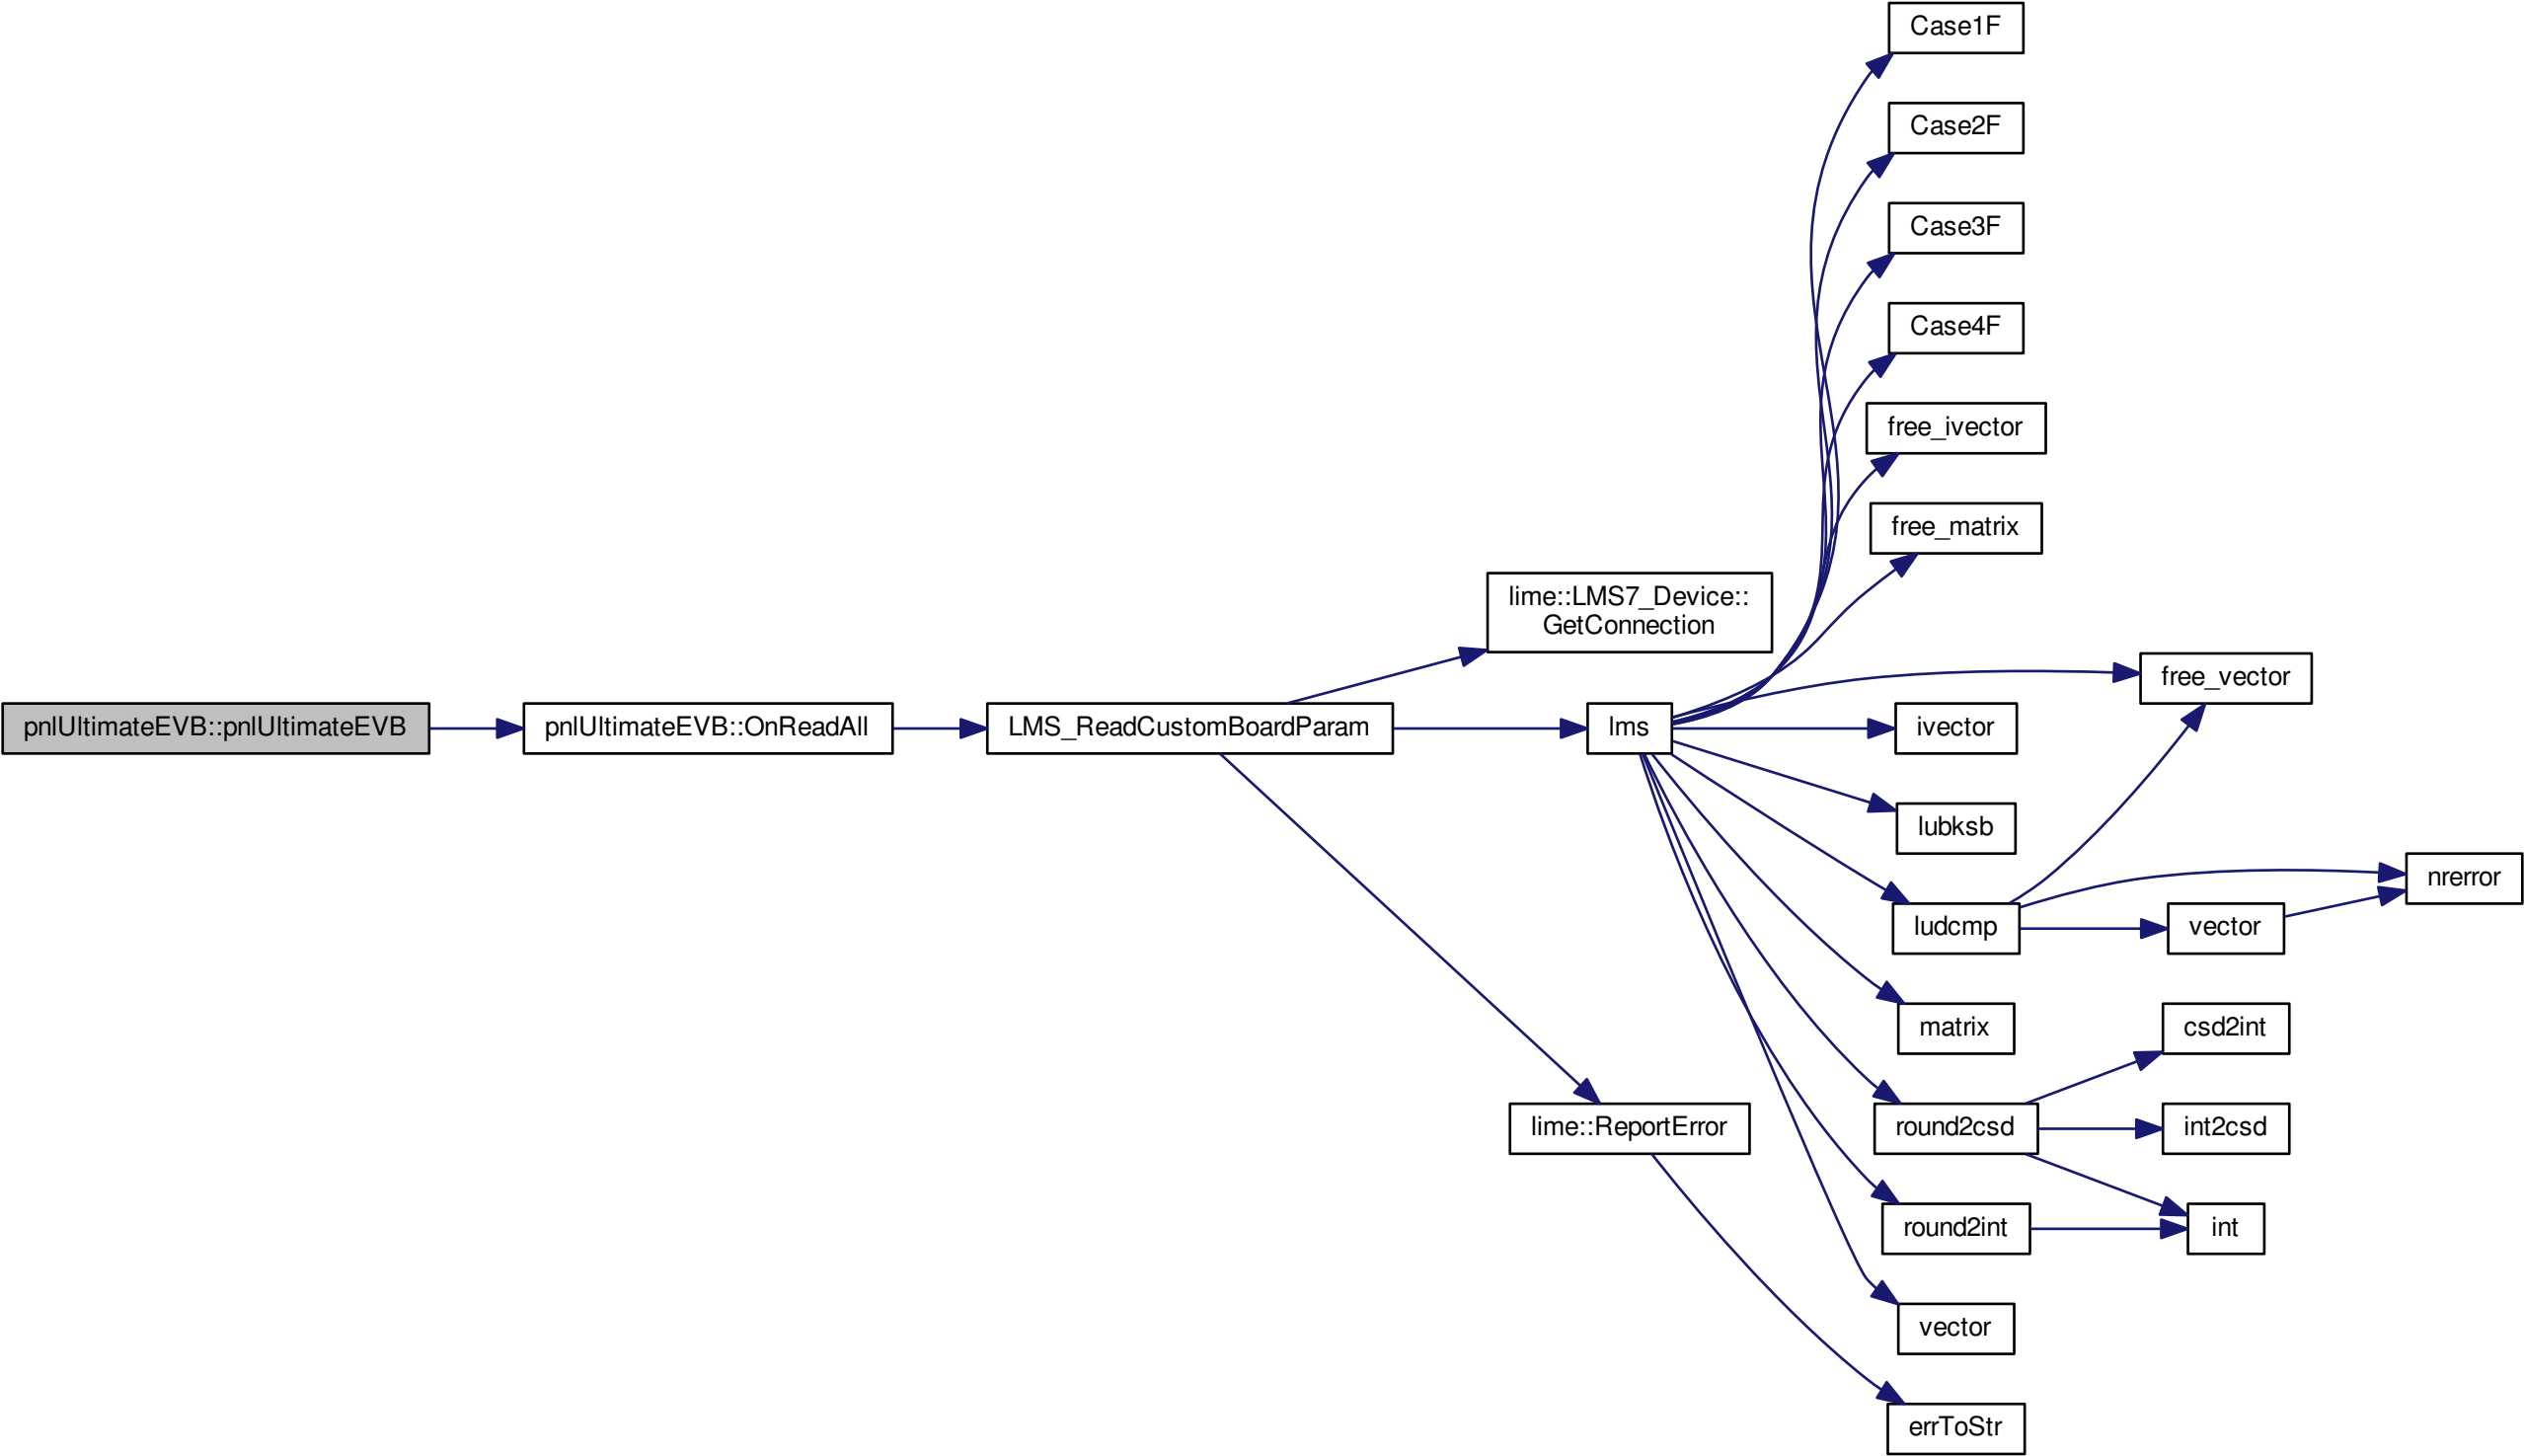 Case1F
Case2F
Case3F
Case4F
free_ivector
free_matrix
lime::LMS7_Device::
GetConnection
free_vector
pnlUltimateEVB::pnlUltimateEVB
pnlUltimateEVB::OnReadAll
LMS_ReadCustomBoardParam
lms
ivector
lubksb
nrerror
ludcmp
vector
matrix
csd2int
lime::ReportError
round2csd
int2csd
round2int
int
vector
errToStr